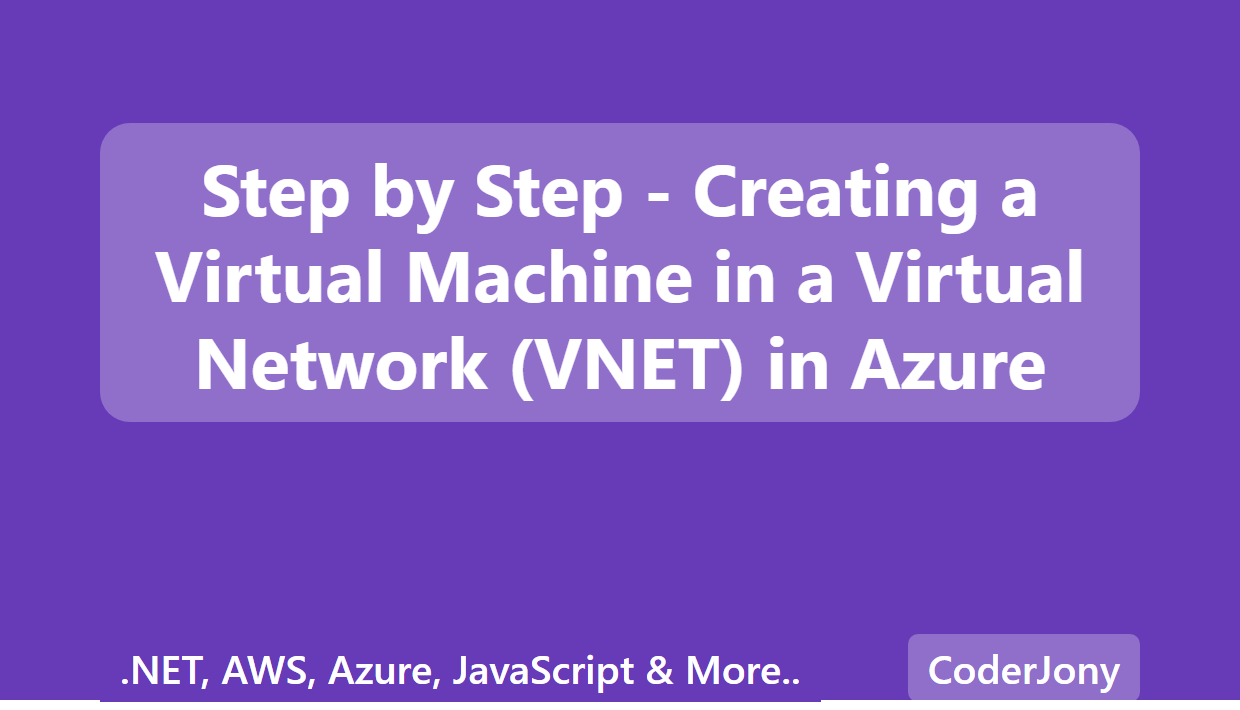 Step by Step - Creating a
Virtual Machine in a Virtual
Network (VNET) in Azure
.NET, AWS, Azure, JavaScript & More..
CoderJony